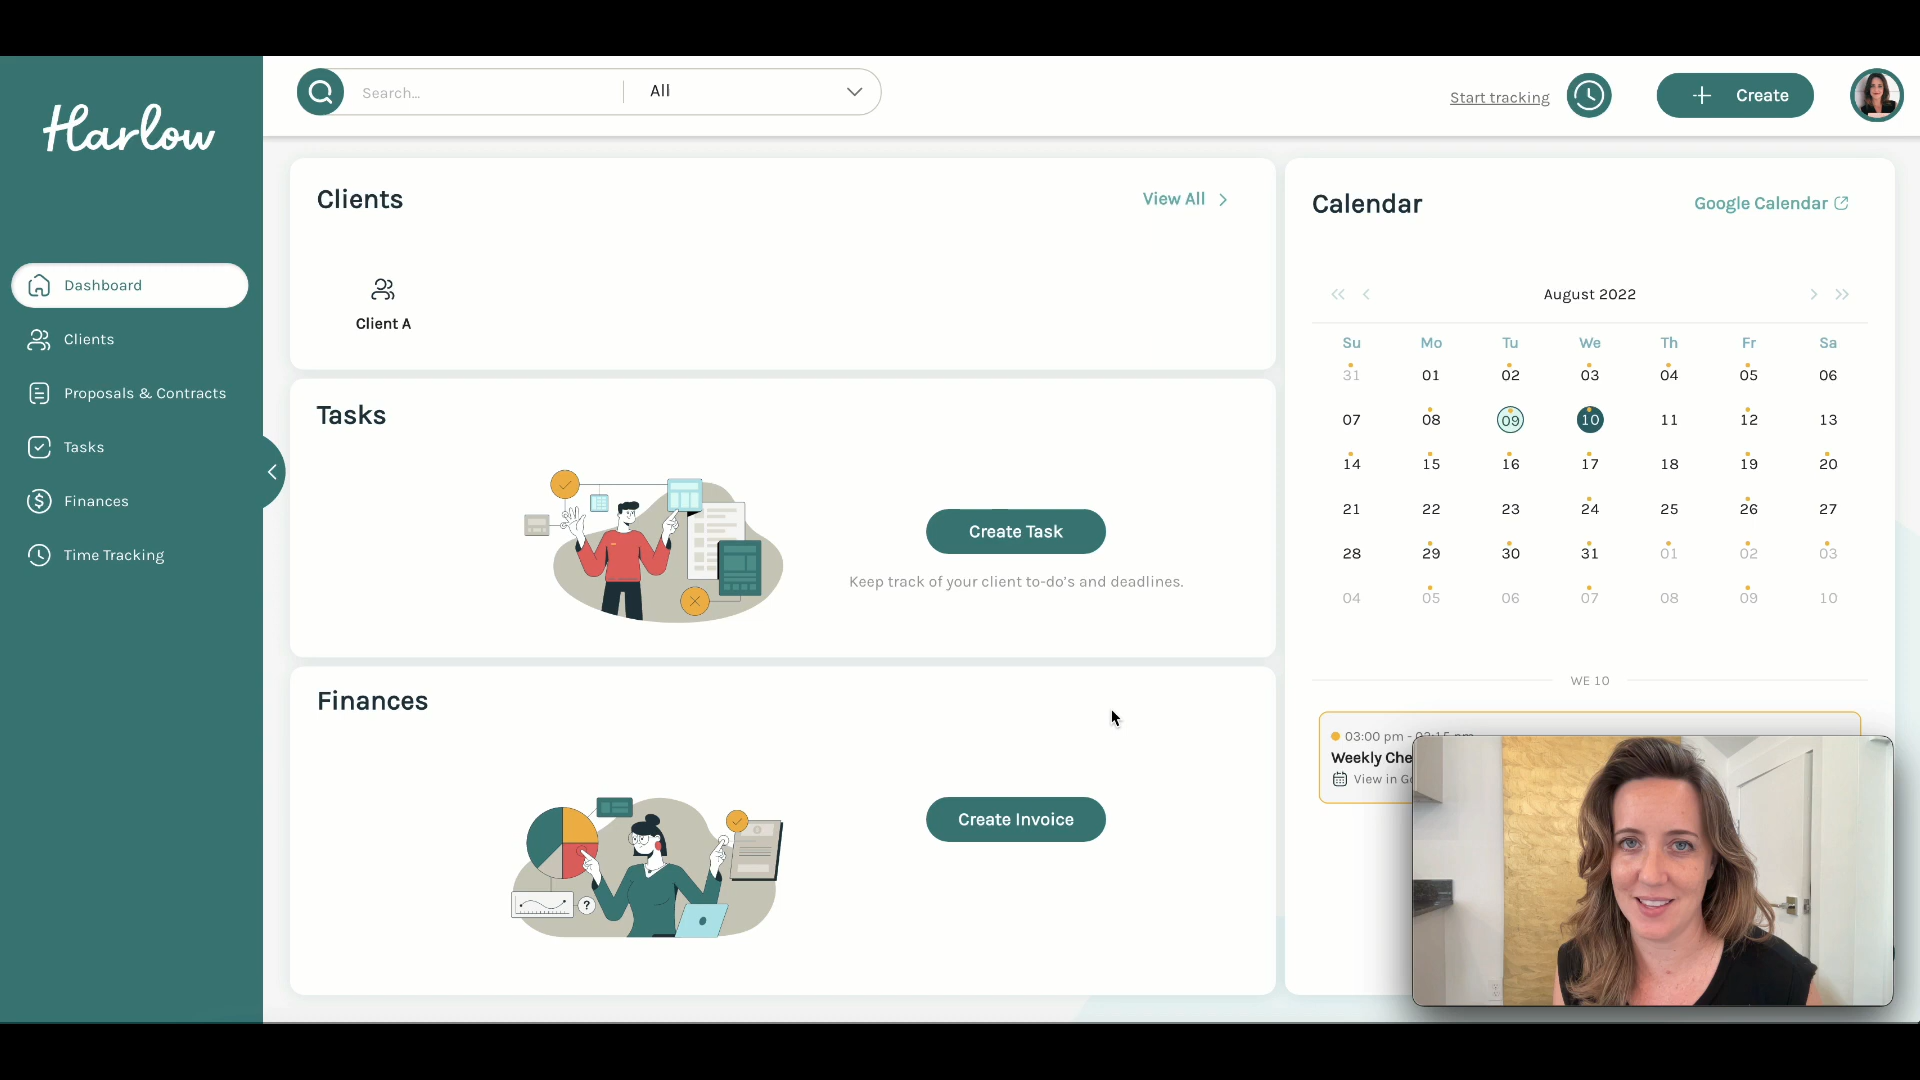 Harlow
Dashboard
Clients
Proposals & Contracts
Tasks
Finances
Time Tracking
Search...
All
Start tracking
Create
Clients
View All
Client A
Tasks
Create Task
Keep track of your client to-do's and deadlines.
Finances
?
Create Invoice
Calendar
Google Calendar
August 2022
Su Mo Tu We Th Fr Sa
31 01 02 03 04 05 06
07 08 09 10 11 12 13
14 15 16 17 18 19 20
21 22 23 24 25 26 27
28 29 30 31 01 02 03
04 05 06 07 08 09 10
WE 10
03:00 pm - 03:15 pm
Weekly Che
View in Go